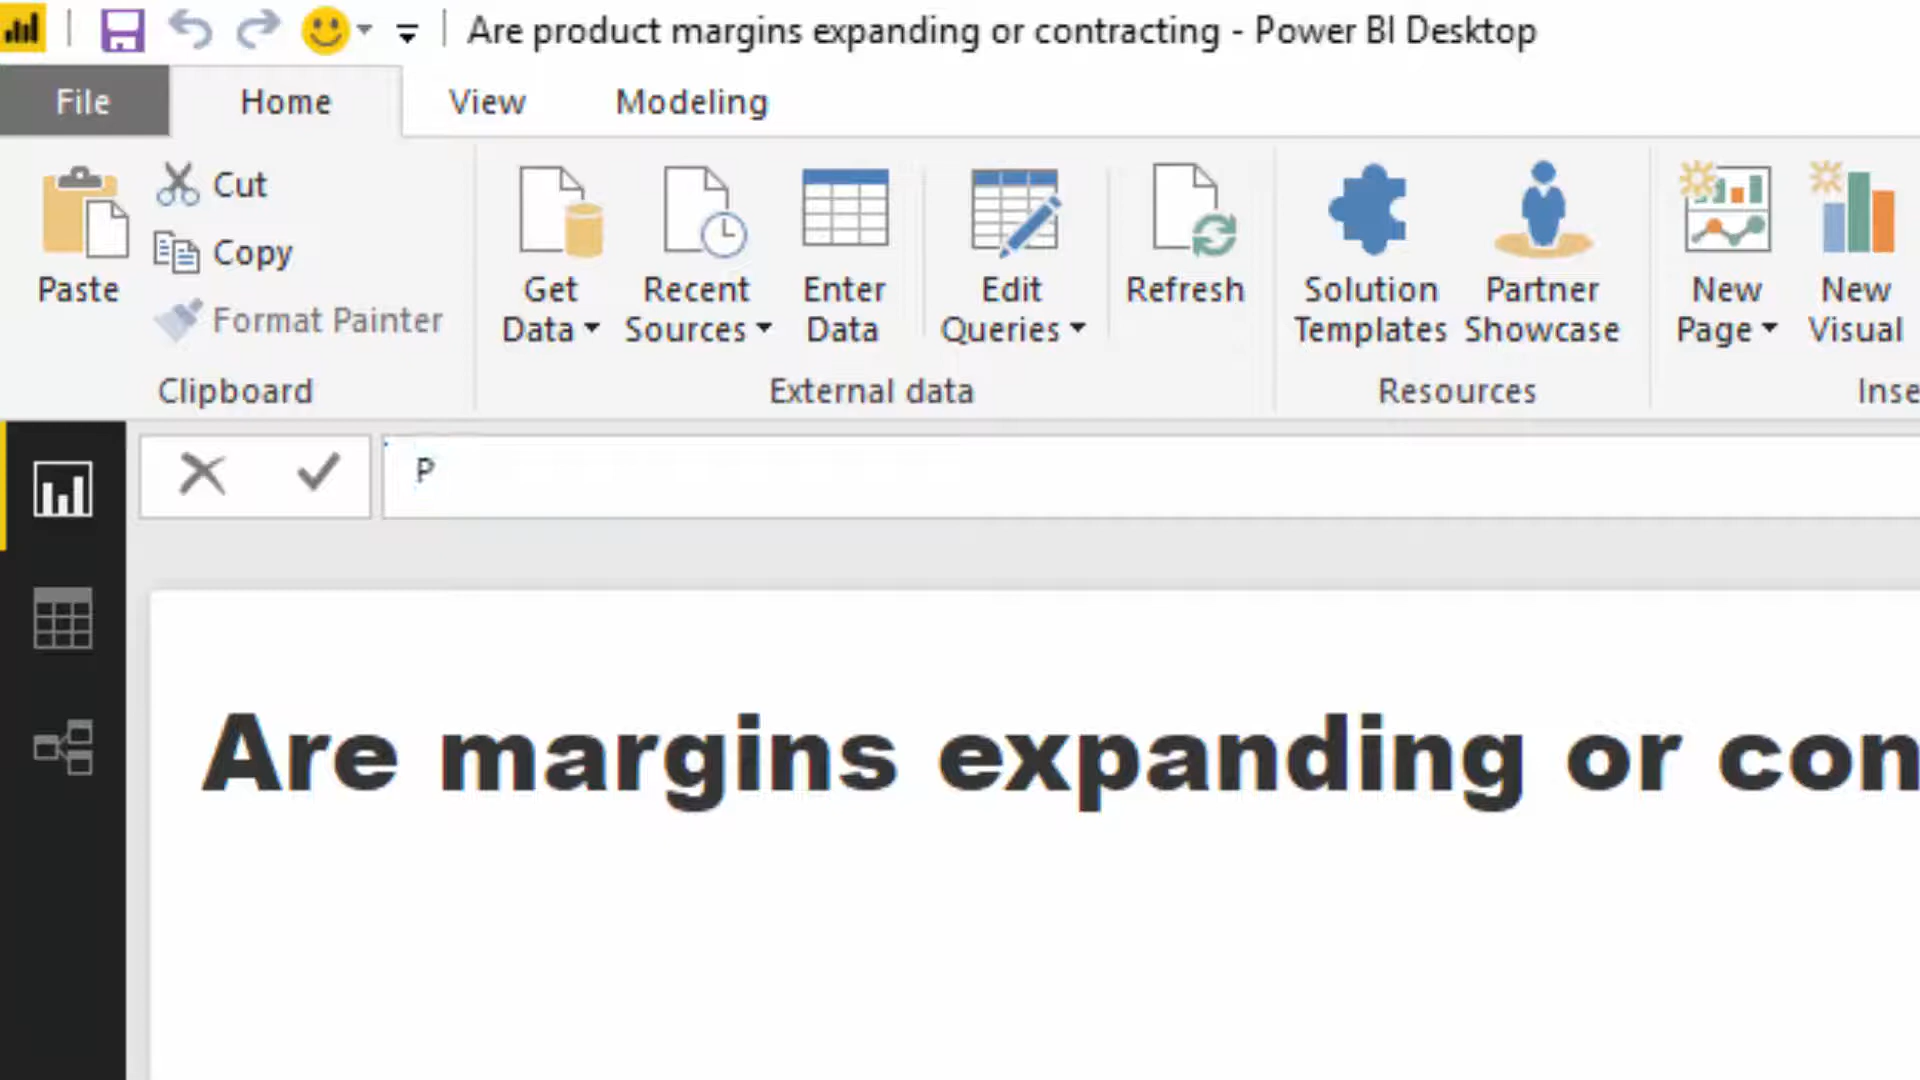 Are product margins expanding or contracting - Power BI Desktop
File Home View Modeling
Paste
Cut
Copy
Format Painter
Clipboard
Get Data
Recent Sources
Enter Data
Edit Queries
Refresh
External data
Solution Templates
Partner Showcase
Resources
New Page
New Visual
Inse
P
Are margins expanding or con